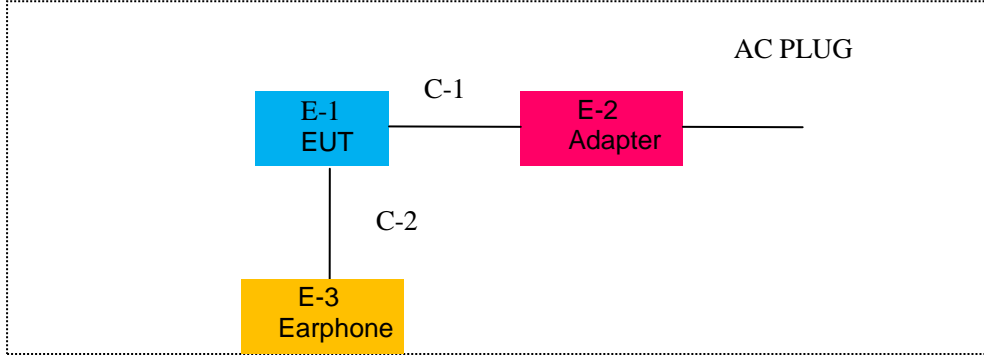 AC PLUG
C-1
E-1
EUT
E-2
Adapter
C-2
E-3
Earphone